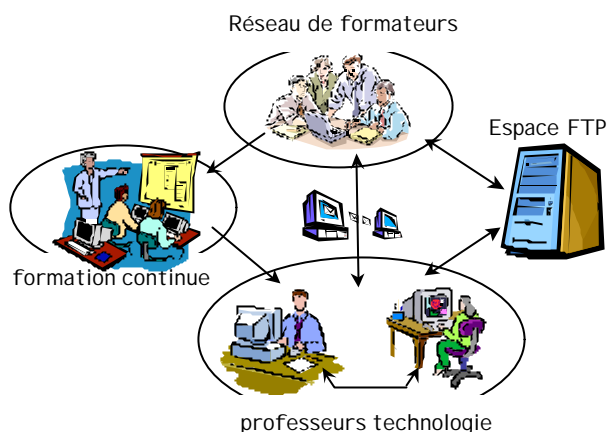 Réseau de formateurs
Espace FTP
formation continue
professeurs technologie